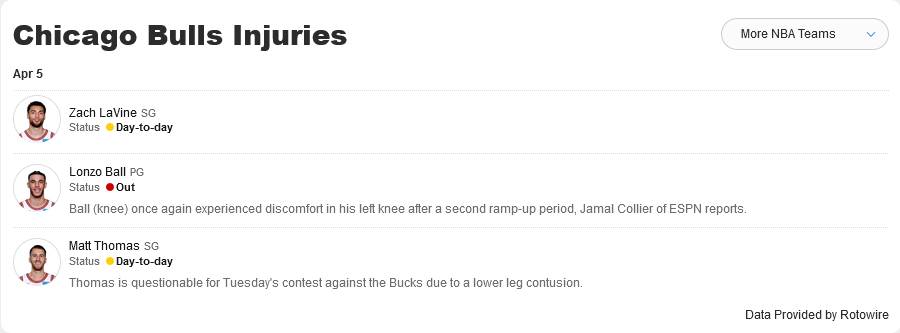 Chicago Bulls Injuries
More NBA Teams
Apr 5
Zach LaVine SG
Status Day-to-day
Lonzo Ball PG
Status Out
Ball (knee) once again experienced discomfort in his left knee after a second ramp-up period, Jamal Collier of ESPN reports.
Matt Thomas SG
Status Day-to-day
Thomas is questionable for Tuesday's contest against the Bucks due to a lower leg contusion.
Data Provided by Rotowire